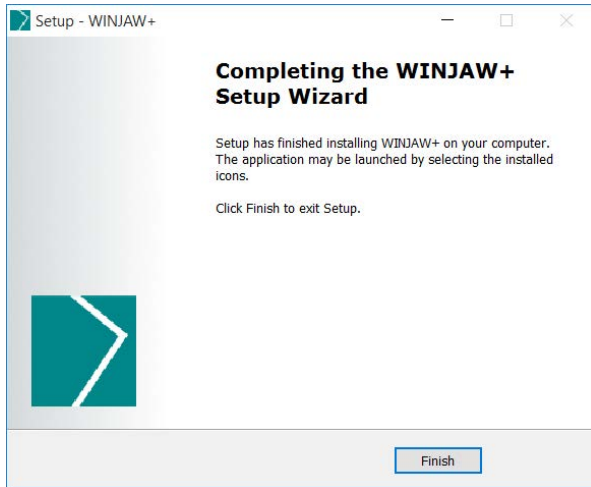 Setup - WINJAW+
Completing the WINJAW+
Setup Wizard
Setup has finished installing WINJAW+ on your computer.
The application may be launched by selecting the installed
icons.
Click Finish to exit Setup.
Finish